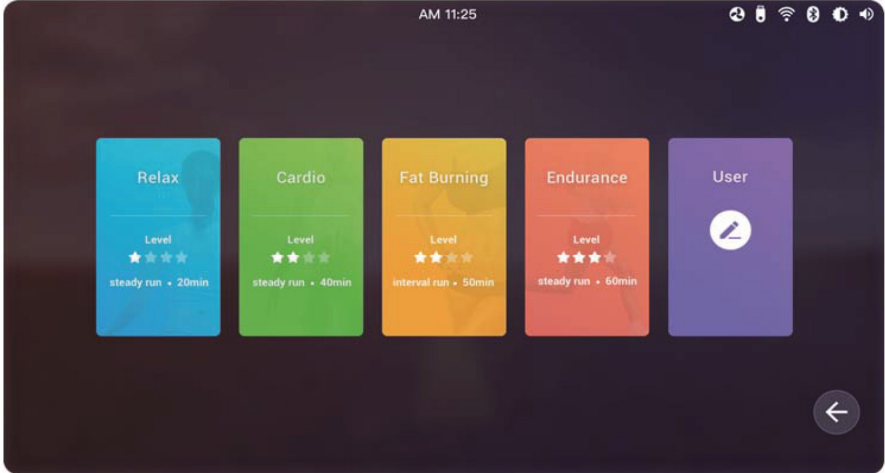 AM 11:25
Relax
Level
steady run • 20min
Cardio
Level
steady run • 40min
Fat Burning
Level
interval run • 50min
Endurance
Level
steady run • 60min
User